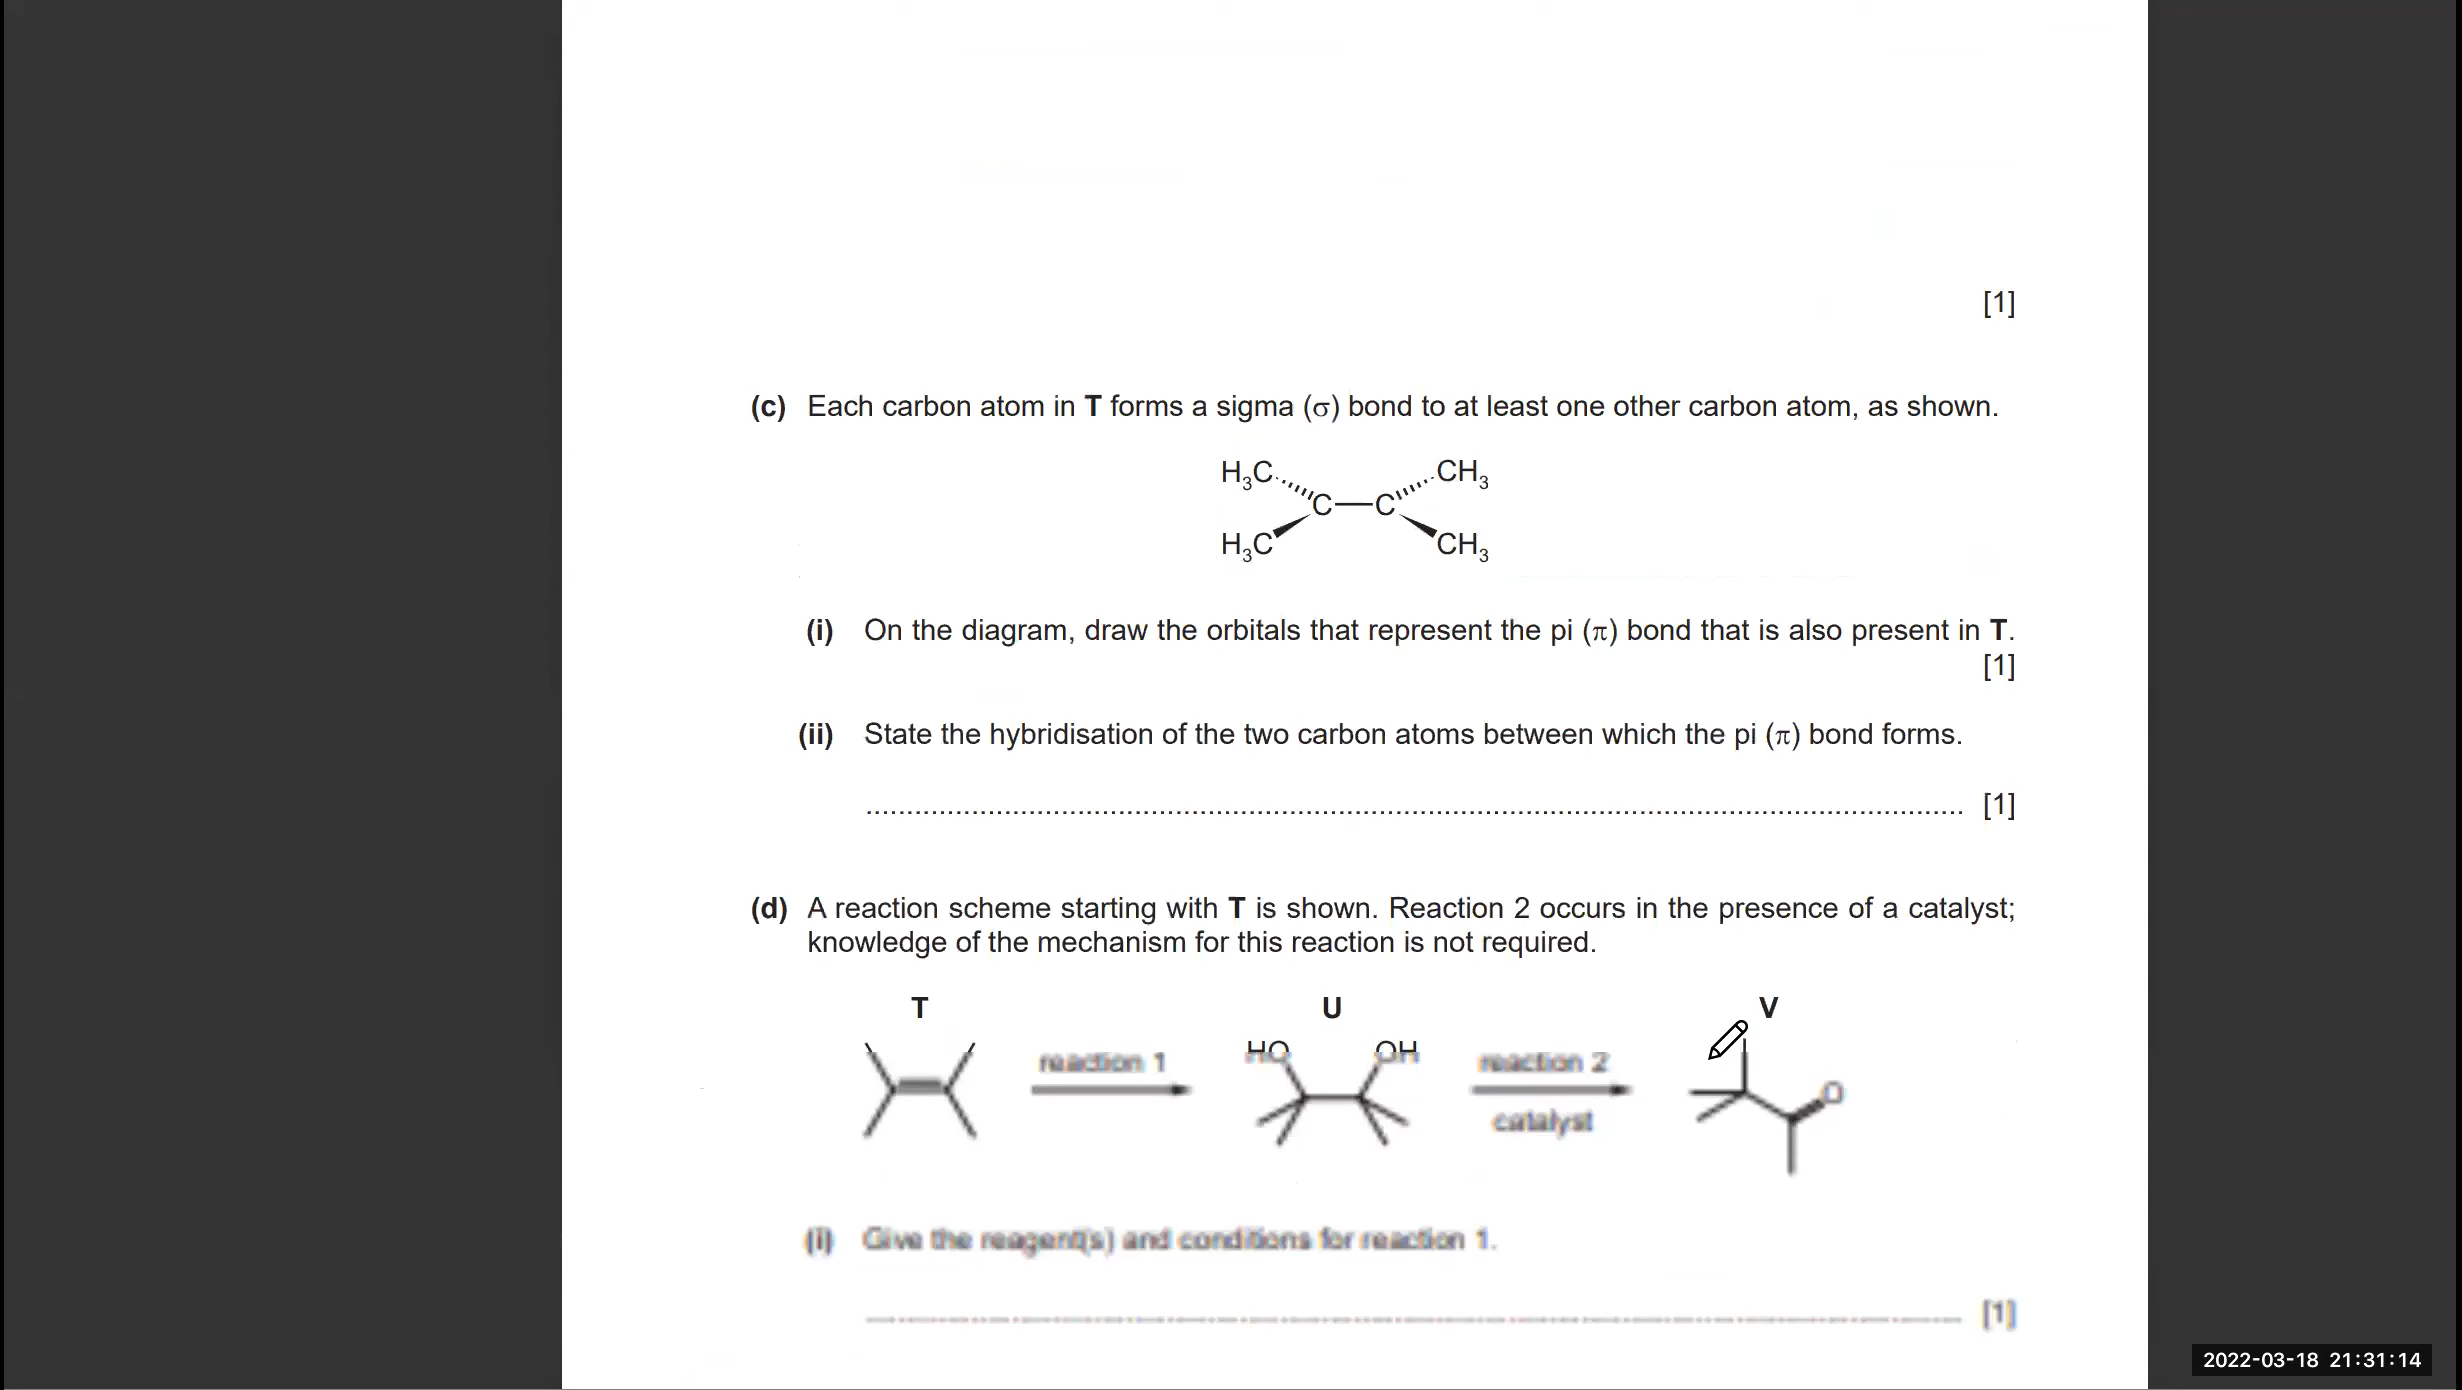 [1]
(c) Each carbon atom in T forms a sigma (σ) bond to at least one other carbon atom, as shown.
H₃C CH₃
C C
H₃C CH₃
(i) On the diagram, draw the orbitals that represent the pi (π) bond that is also present in T.
[1]
(ii) State the hybridisation of the two carbon atoms between which the pi (π) bond forms.
........................................................................................................................................ [1]
(d) A reaction scheme starting with T is shown. Reaction 2 occurs in the presence of a catalyst;
knowledge of the mechanism for this reaction is not required.
T U V
HO OH
reaction 1 reaction 2
O
catalyst
(i) Give the reagent(s) and conditions for reaction 1.
........................................................................................................................................ [1]
2022-03-18 21:31:14